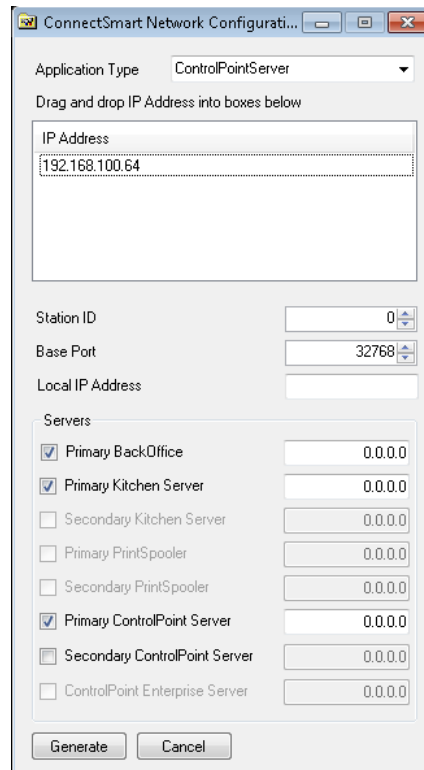 ConnectSmart Network Configurati...
Application Type ControlPointServer
Drag and drop IP Address into boxes below
IP Address
192.168.100.64
Station ID 0
Base Port 32768
Local IP Address
Servers
Primary BackOffice 0.0.0.0
Primary Kitchen Server 0.0.0.0
Secondary Kitchen Server 0.0.0.0
Primary PrintSpooler 0.0.0.0
Secondary PrintSpooler 0.0.0.0
Primary ControlPoint Server 0.0.0.0
Secondary ControlPoint Server 0.0.0.0
ControlPoint Enterprise Server 0.0.0.0
Generate Cancel